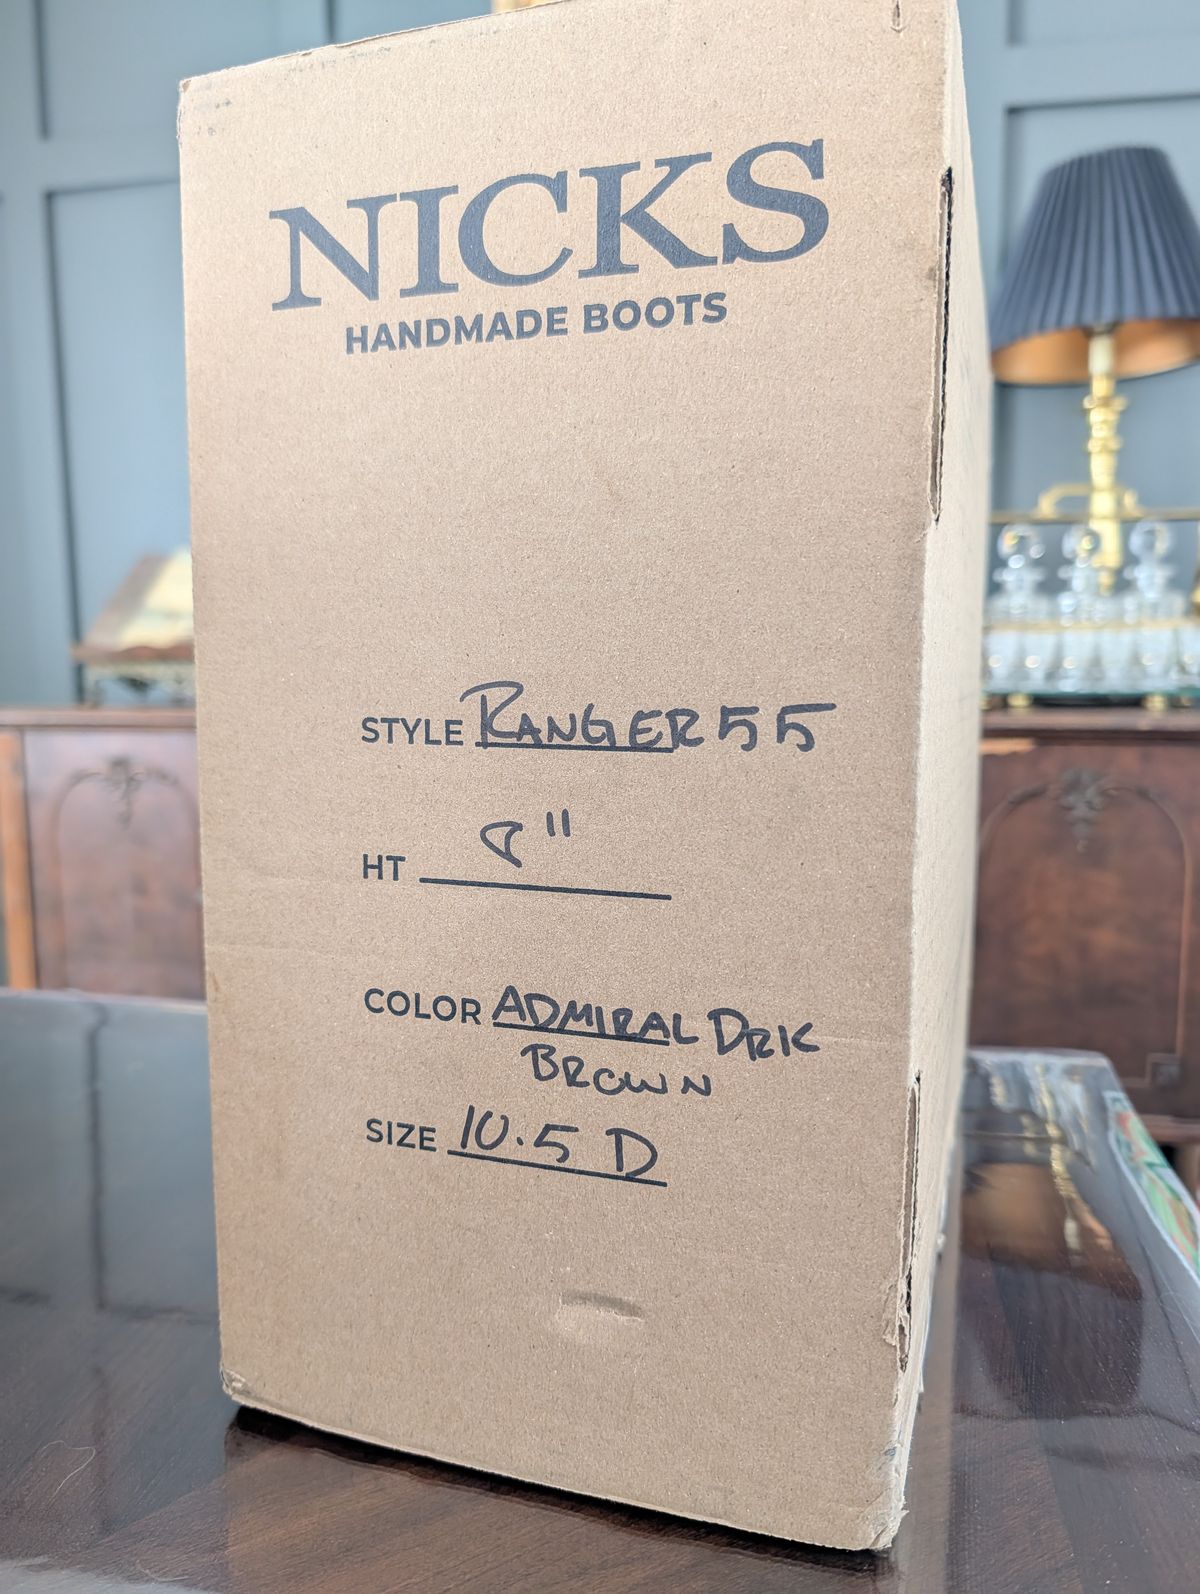 NICKS
HANDMADE BOOTS
STYLE RANGER 55
HT 8"
COLOR ADMIRAL DRK
BROWN
SIZE 10.5 D